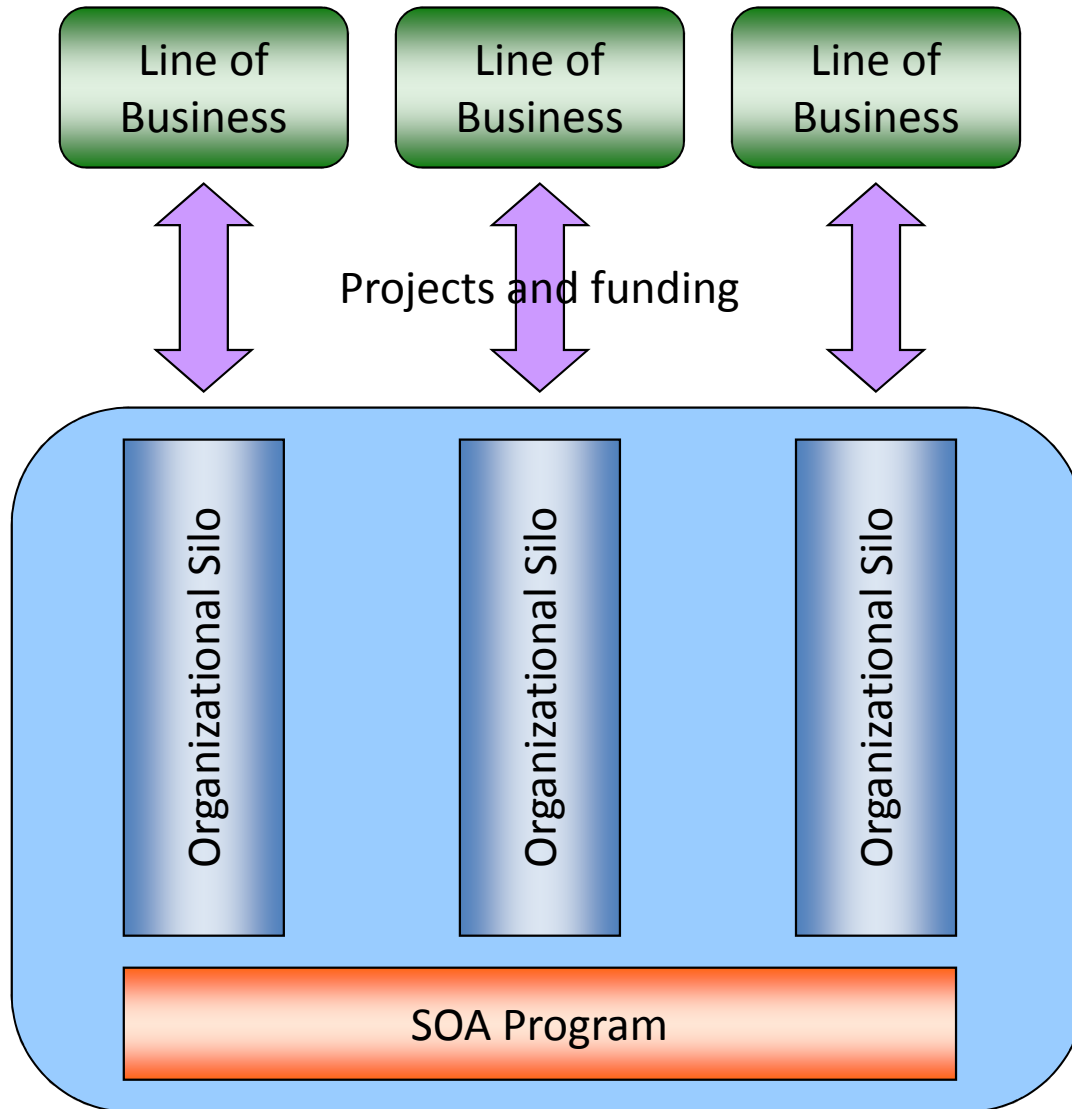 Line of
Business
Line of
Business
Line of
Business
Projects and funding
Organizational Silo
Organizational Silo
Organizational Silo
SOA Program